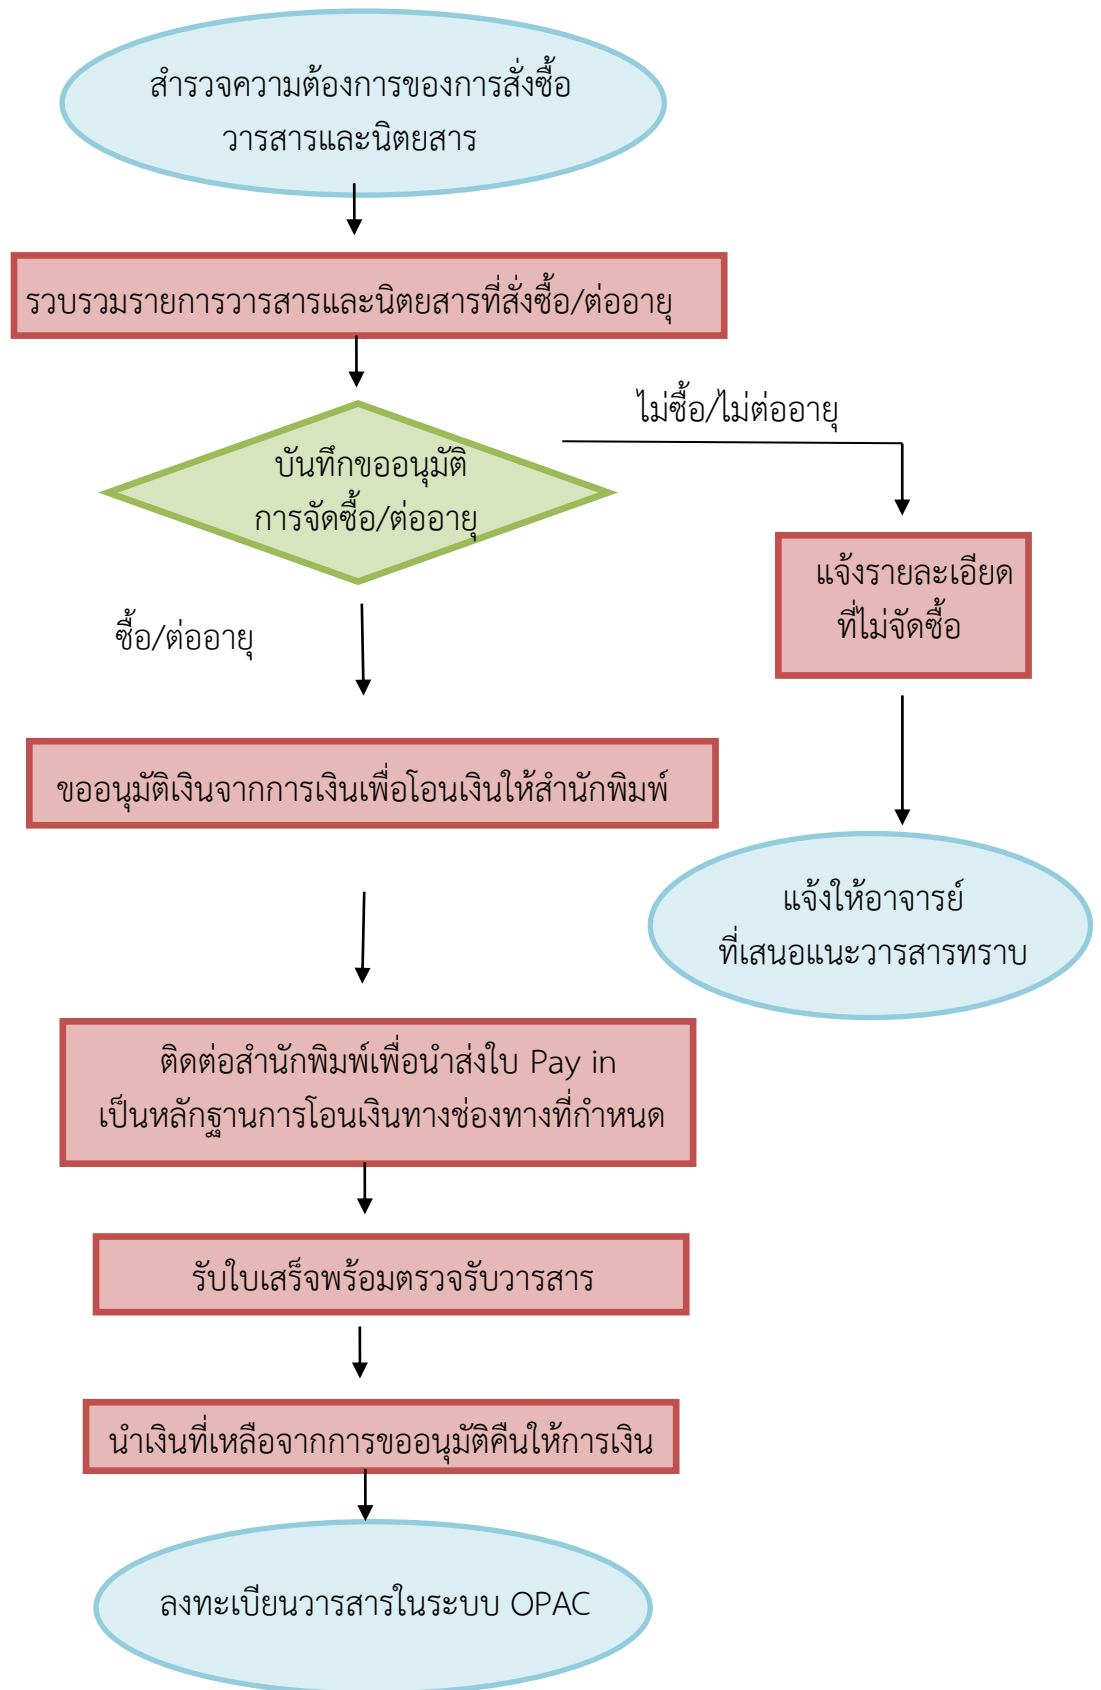 สำรวจความต้องการของการสั่งซื้อ
วารสารและนิตยสาร
รวบรวมรายการวารสารและนิตยสารที่สั่งซื้อ/ต่ออายุ
ไม่ซื้อ/ไม่ต่ออายุ
บันทึกขออนุมัติ
การจัดซื้อ/ต่ออายุ
แจ้งรายละเอียด
ที่ไม่จัดซื้อ
ซื้อ/ต่ออายุ
ขออนุมัติเงินจากการเงินเพื่อโอนเงินให้สำนักพิมพ์
แจ้งให้อาจารย์
ที่เสนอแนะวารสารทราบ
ติดต่อสำนักพิมพ์เพื่อนำส่งใบ Pay in
เป็นหลักฐานการโอนเงินทางช่องทางที่กำหนด
รับใบเสร็จพร้อมตรวจรับวารสาร
นำเงินที่เหลือจากการขออนุมัติคืนให้การเงิน
ลงทะเบียนวารสารในระบบ OPAC